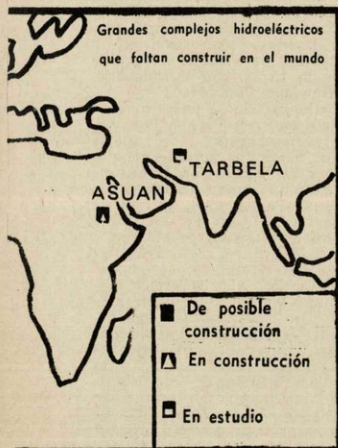 Grandes complejos hidroeléctricos
que faltan construir en el mundo
TARBELA
ASUAN
De posible
construcción
En construcción
En estudio